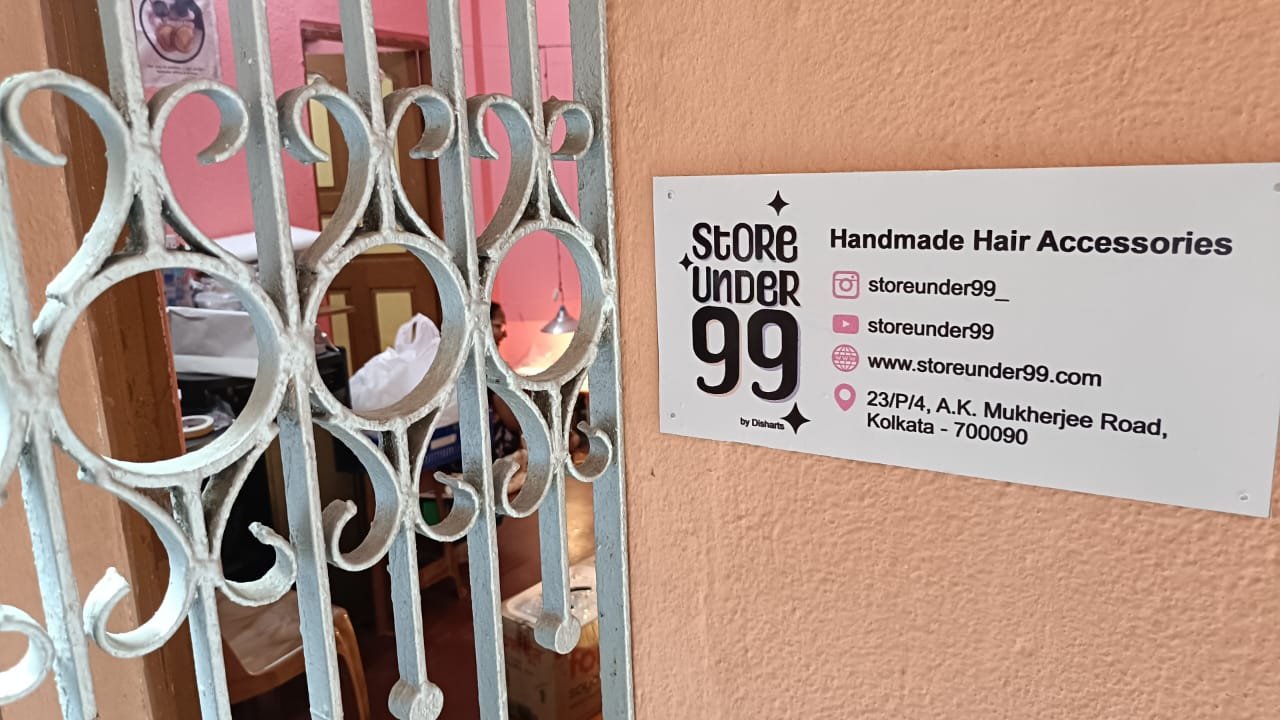 STORE
UNDER
99
by Disharts
Handmade Hair Accessories
storeunder99_
storeunder99
www.storeunder99.com
23/P/4, A.K. Mukherjee Road,
Kolkata - 700090